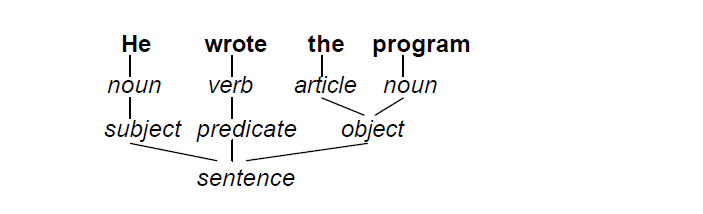 He wrote the program
noun verb article noun
subject predicate object
sentence